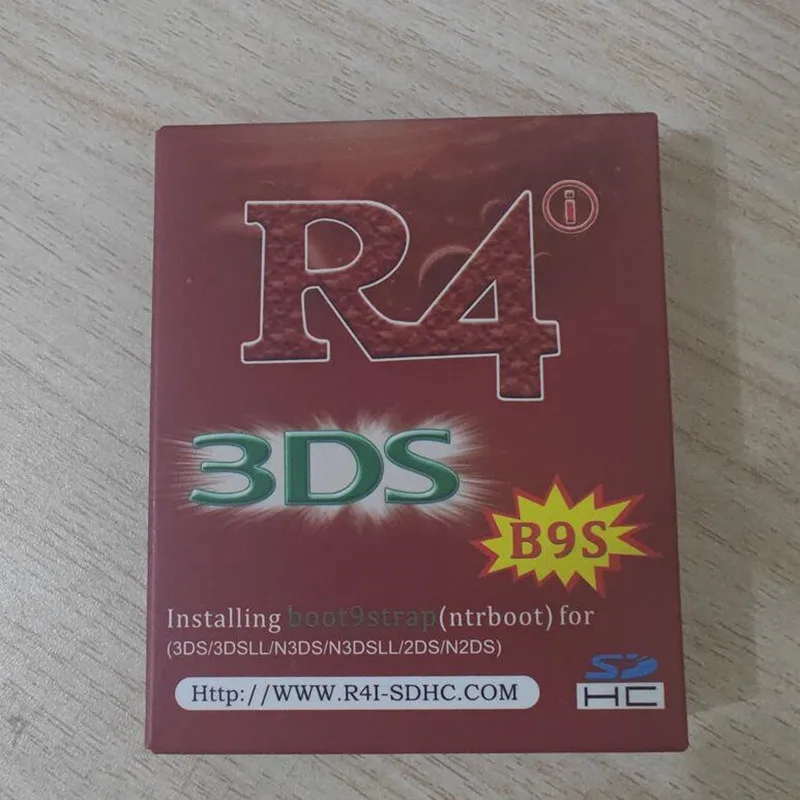 R4i
3DS
B9S
Installing boot9strap(ntrboot) for
(3DS/3DSLL/N3DS/N3DSLL/2DS/N2DS)
Http://WWW.R4I-SDHC.COM
SD
HC